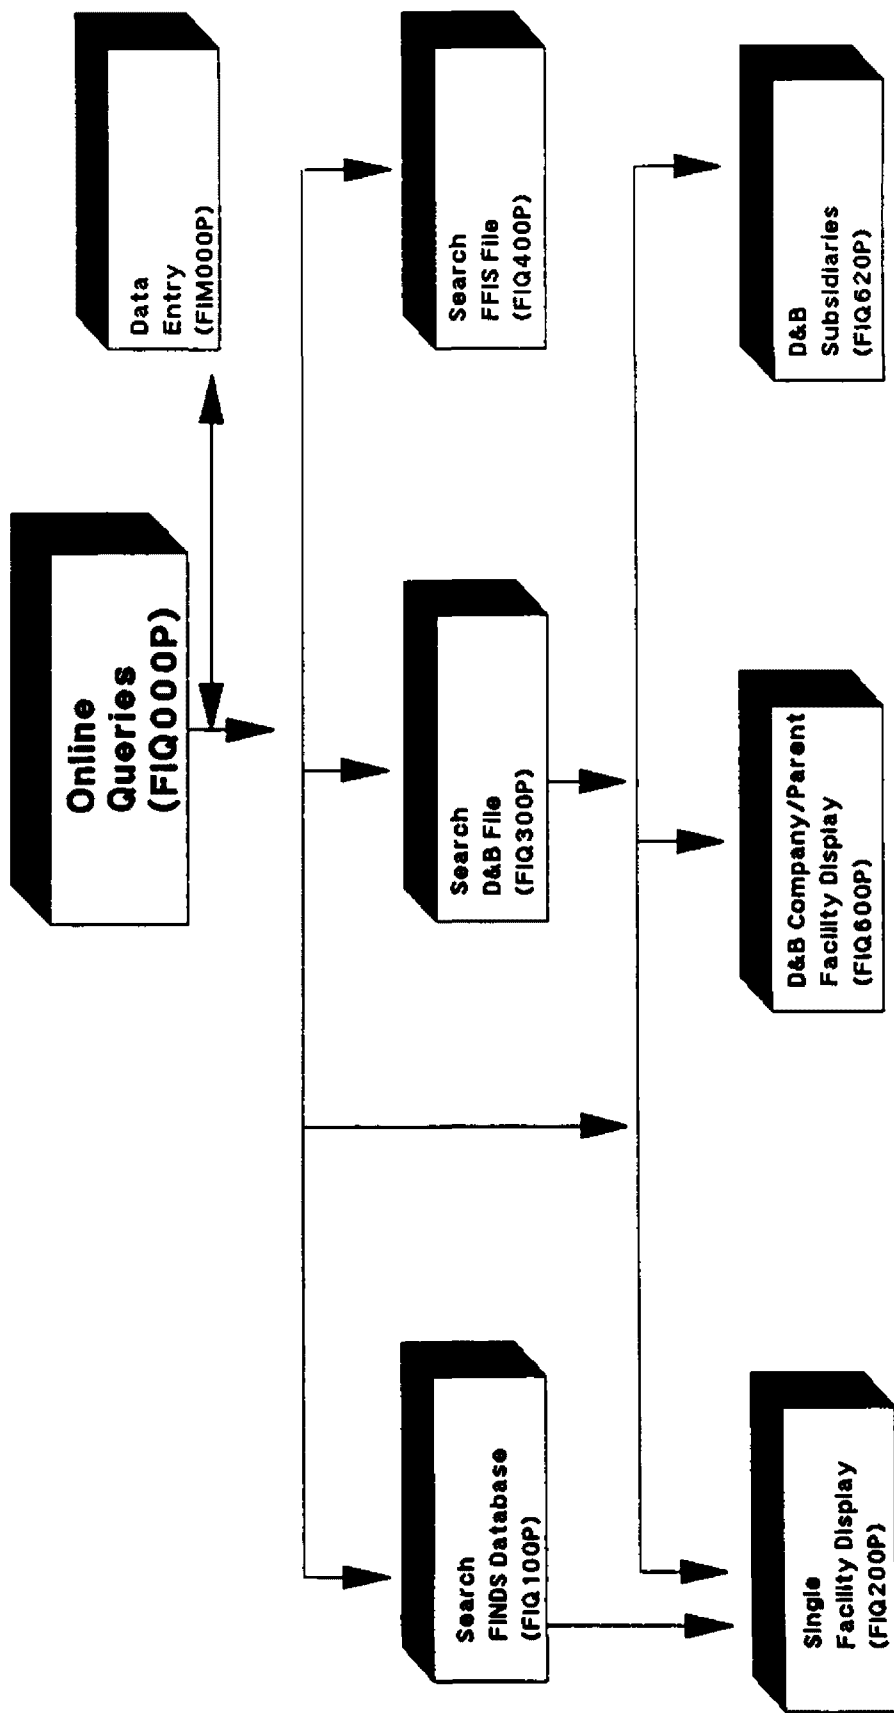 Online
Queries
(FIQ000P)
Data
Entry
(FIM000P)
Search
FINDS Database
(FIQ100P)
Search
D&B File
(FIQ300P)
Search
FFIS File
(FIQ400P)
Single
Facility Display
(FIQ200P)
D&B Company/Parent
Facility Display
(FIQ600P)
D&B
Subsidiaries
(FIQ620P)